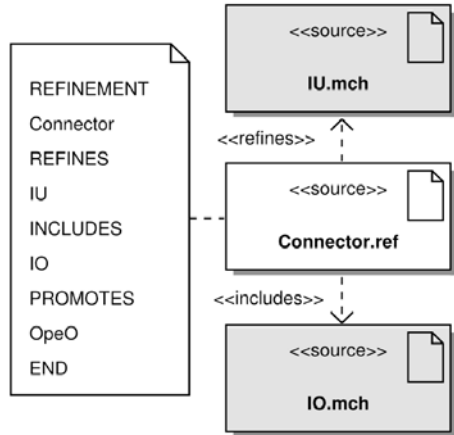 REFINEMENT
Connector
REFINES
IU
INCLUDES
IO
PROMOTES
OpeO
END
<<source>>
IU.mch
<<refines>>
<<source>>
Connector.ref
<<includes>>
<<source>>
IO.mch